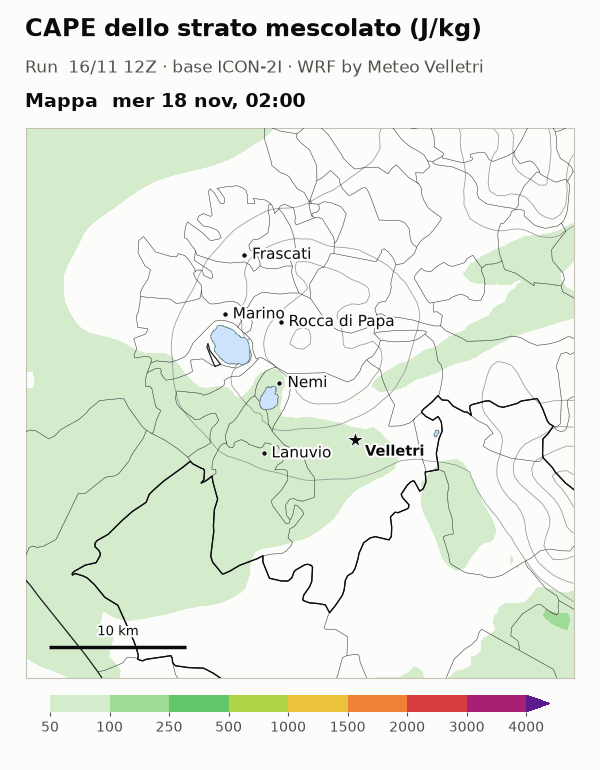 CAPE dello strato mescolato (J/kg)
Run  16/11 12Z · base ICON-2I · WRF by Meteo Velletri
Mappa  mer 18 nov, 02:00
Frascati
Marino
Rocca di Papa
Nemi
Velletri
Lanuvio
10 km
50 100 250 500 1000 1500 2000 3000 4000